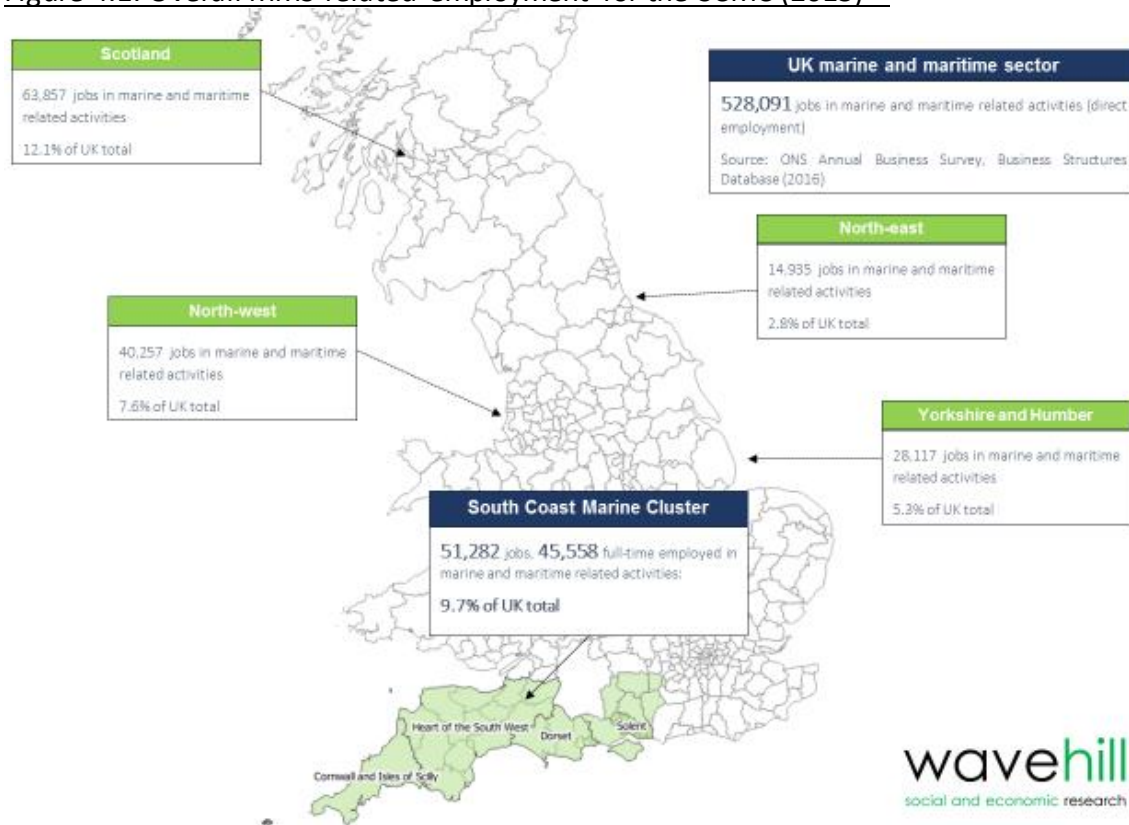 Overall related employment for the
Scotland
63,857 jobs in marine and maritime
related activities
12.1% of UK total
UK marine and maritime sector
528,091 jobs in marine and maritime related activities (direct
employment)
Source: ONS Annual Business Survey, Business Structures
Database (2016)
North-east
14,935 jobs in marine and maritime
related activities
2.8% of UK total
North-west
40,257 jobs in marine and maritime
related activities
7.6% of UK total
Yorkshire and Humber
28,117 jobs in marine and maritime
related activities
5.3% of UK total
South Coast Marine Cluster
51,282 jobs. 45,558 full-time employed in
marine and maritime related activities:
9.7% of UK total
Heart of the South West
Dorset
Solent
Cornwall and Isles of Scilly
wavehill
social and economic research